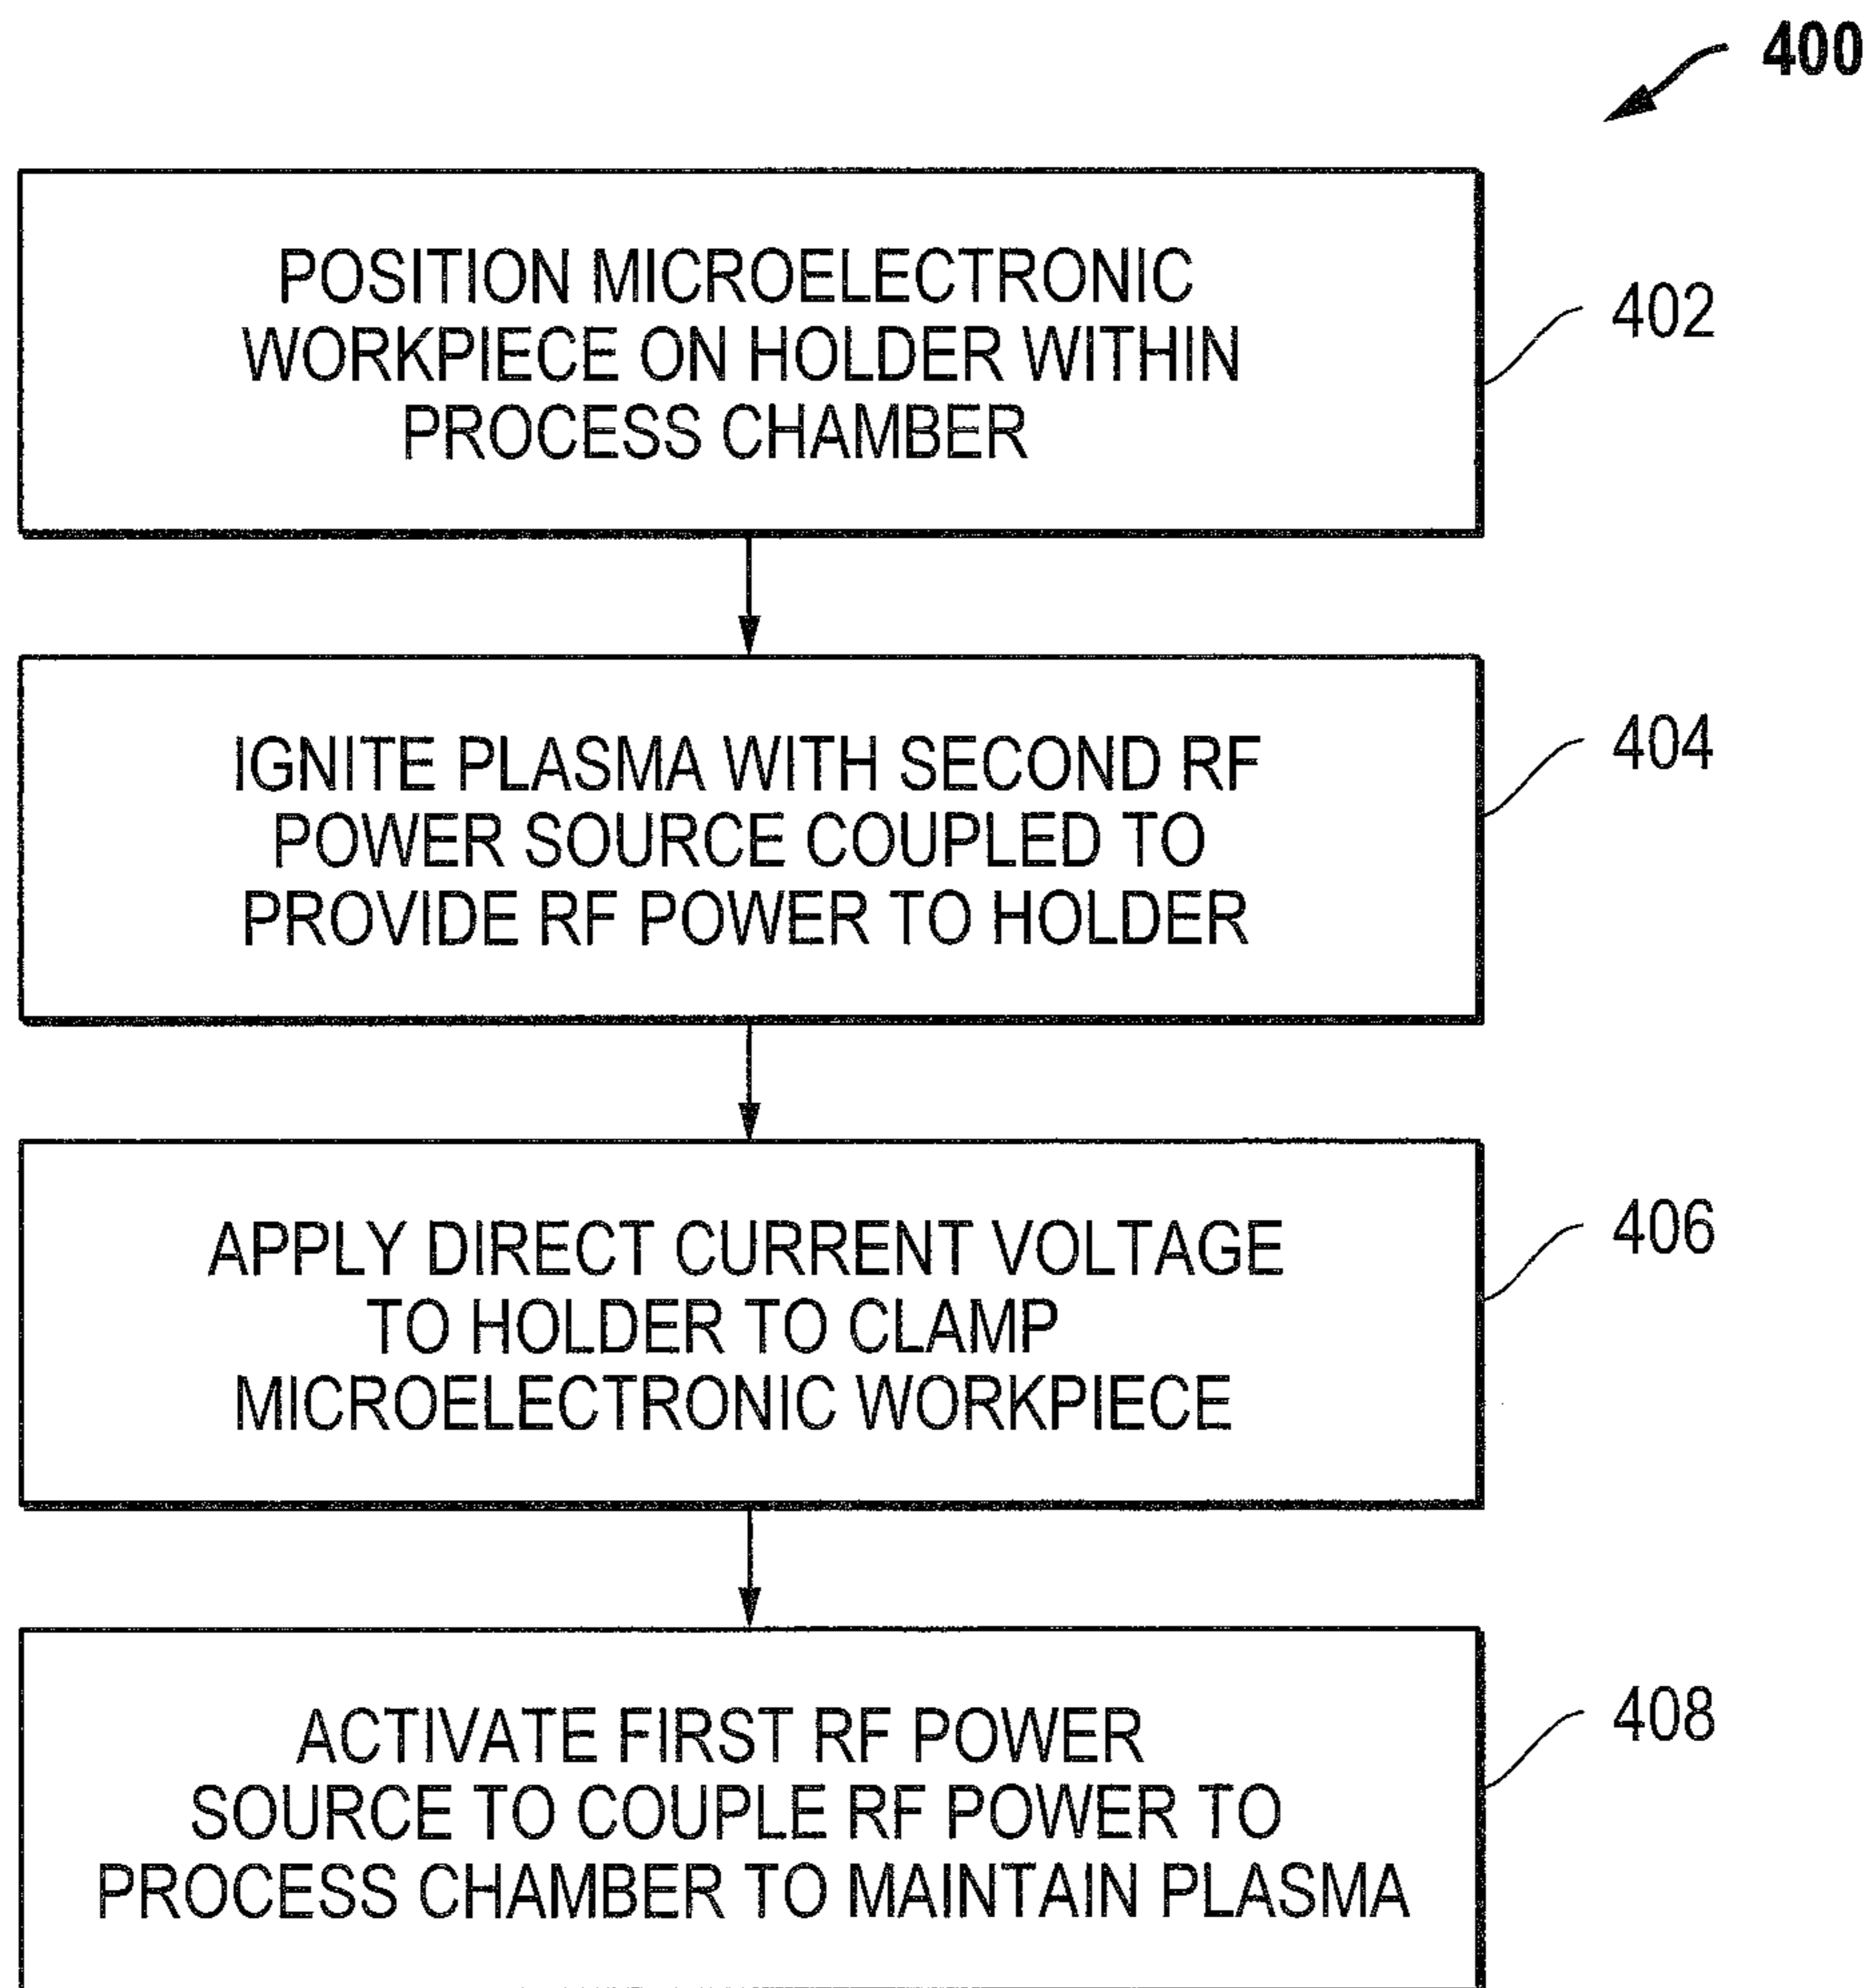 400
POSITION MICROELECTRONIC
WORKPIECE ON HOLDER WITHIN
PROCESS CHAMBER
402
IGNITE PLASMA WITH SECOND RF
POWER SOURCE COUPLED TO
PROVIDE RF POWER TO HOLDER
404
APPLY DIRECT CURRENT VOLTAGE
TO HOLDER TO CLAMP
MICROELECTRONIC WORKPIECE
406
ACTIVATE FIRST RF POWER
SOURCE TO COUPLE RF POWER TO
PROCESS CHAMBER TO MAINTAIN PLASMA
408